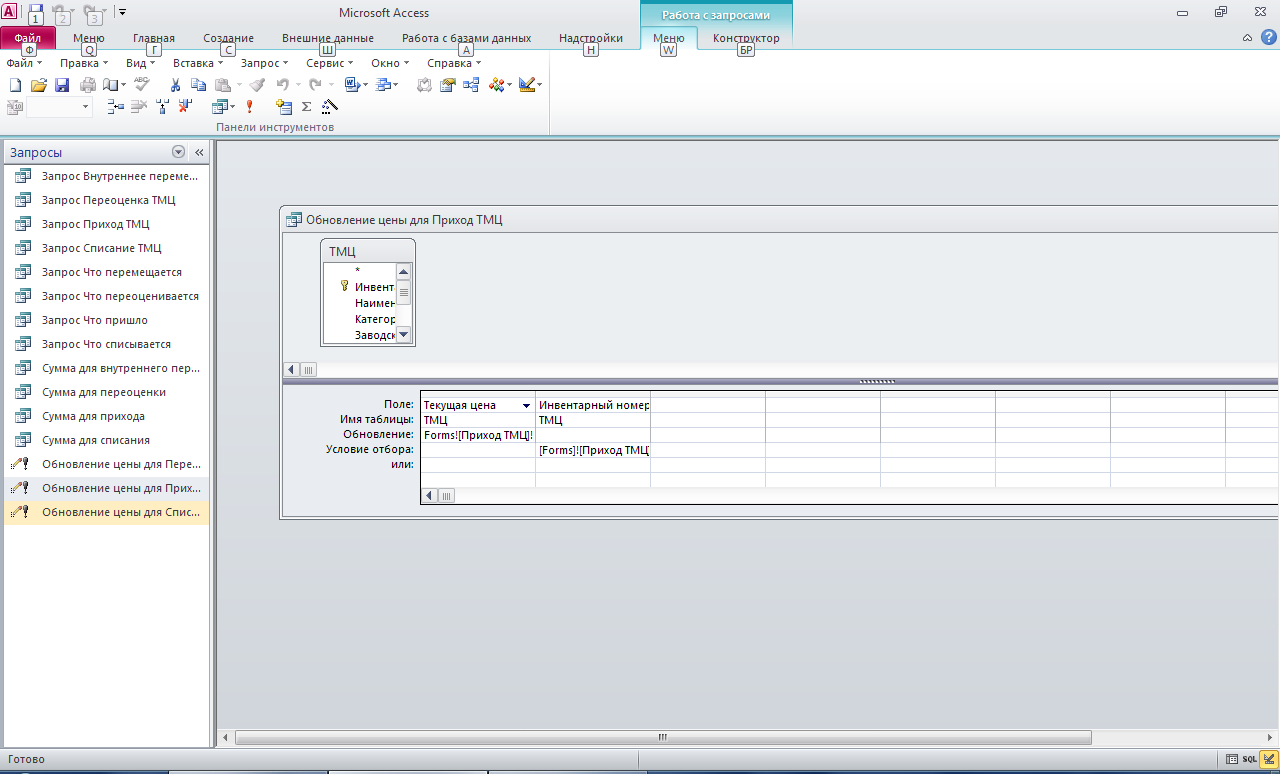 Microsoft Access
Работа с запросами
1 2 3
Файл Меню Главная Создание Внешние данные Работа с базами данных Надстройки Меню Конструктор
Ф Q Г С Ш А Н W БР
Файл Правка Вид Вставка Запрос Сервис Окно Справка
Панели инструментов
Запросы
Запрос Внутреннее переме...
Запрос Переоценка ТМЦ
Запрос Приход ТМЦ
Запрос Списание ТМЦ
Запрос Что перемещается
Запрос Что переоценивается
Запрос Что пришло
Запрос Что списывается
Сумма для внутреннего пер...
Сумма для переоценки
Сумма для прихода
Сумма для списания
Обновление цены для Пере...
Обновление цены для Прих...
Обновление цены для Спис...
Обновление цены для Приход ТМЦ
ТМЦ
*
Инвент
Наимен
Категор
Заводск
Поле: Текущая цена Инвентарный номер
Имя таблицы: ТМЦ ТМЦ
Обновление: Forms![Приход ТМЦ]!
Условие отбора: [Forms]![Приход ТМЦ]
или:
Готово
SQL